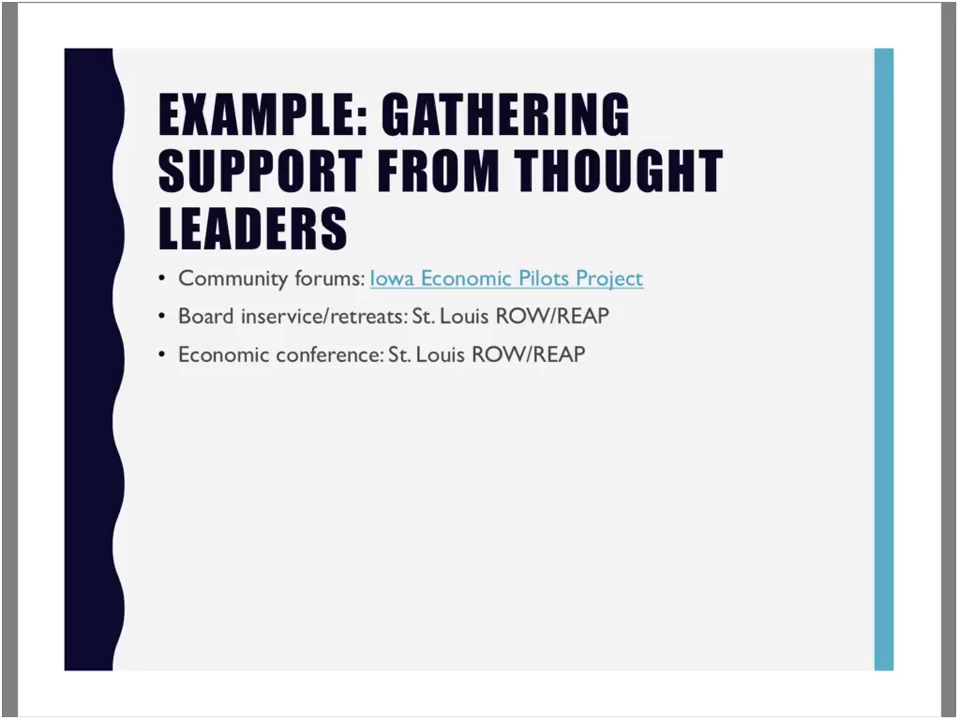 EXAMPLE: GATHERING
SUPPORT FROM THOUGHT
LEADERS
• Community forums: Iowa Economic Pilots Project
• Board inservice/retreats: St. Louis ROW/REAP
• Economic conference: St. Louis ROW/REAP